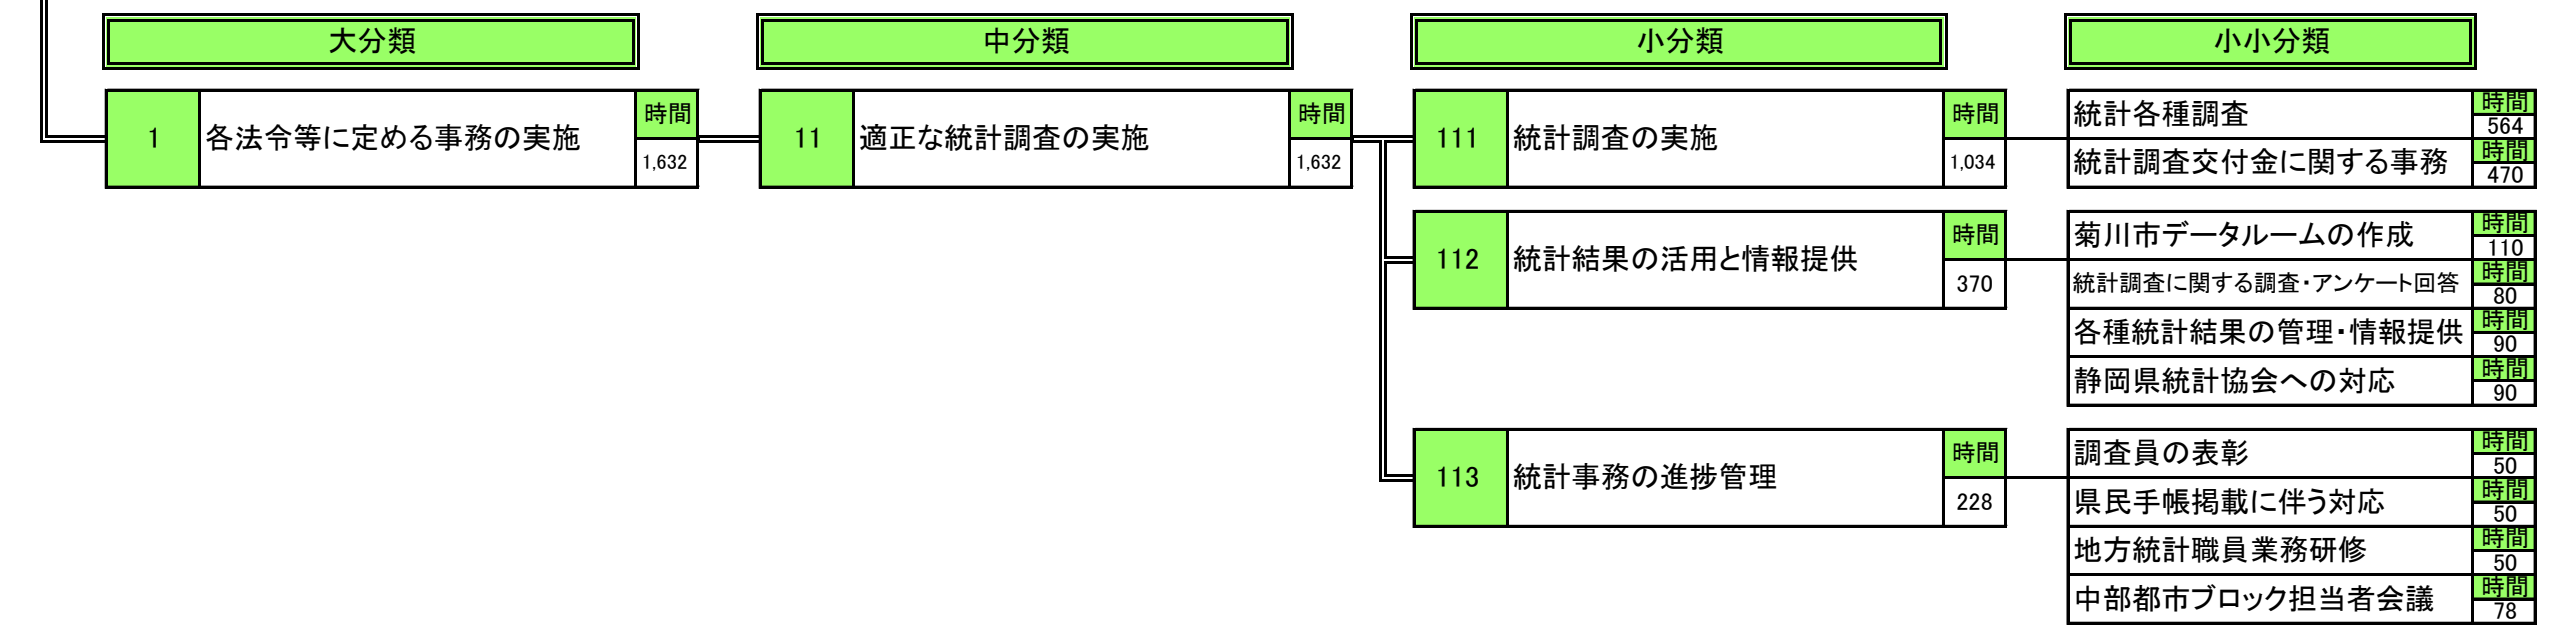 大分類
中分類
小分類
小小分類
1
各法令等に定める事務の実施
時間
1,632
11
適正な統計調査の実施
時間
1,632
111
統計調査の実施
時間
1,034
統計各種調査
時間
564
統計調査交付金に関する事務
時間
470
112
統計結果の活用と情報提供
時間
370
菊川市データルームの作成
時間
110
統計調査に関する調査・アンケート回答
時間
80
各種統計結果の管理・情報提供
時間
90
静岡県統計協会への対応
時間
90
113
統計事務の進捗管理
時間
228
調査員の表彰
時間
50
県民手帳掲載に伴う対応
時間
50
地方統計職員業務研修
時間
50
中部都市ブロック担当者会議
時間
78